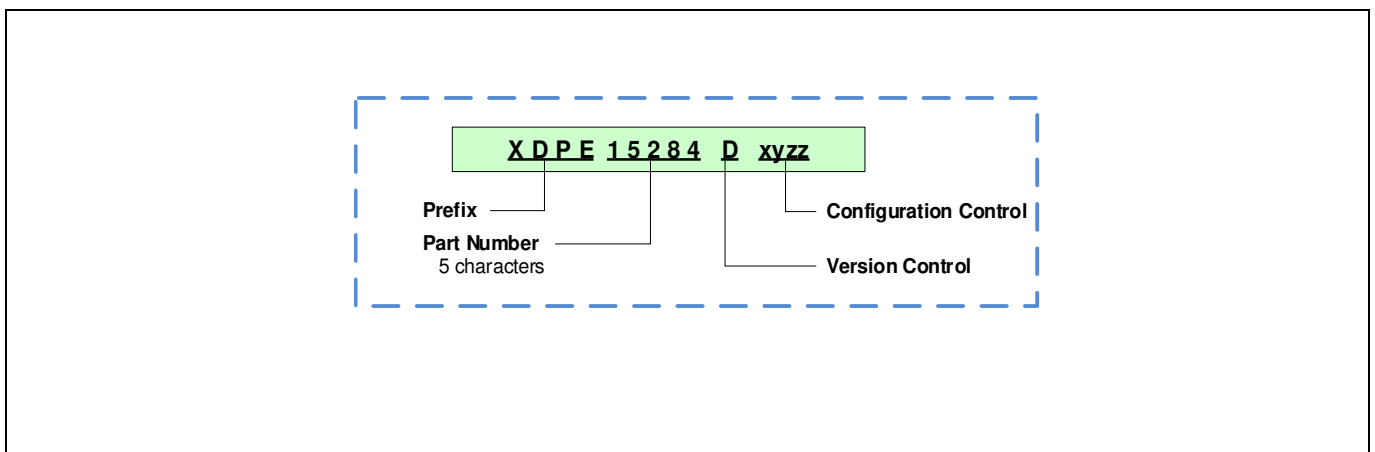 X D P E 1 5 2 8 4 D xyzz
Prefix
Configuration Control
Part Number
5 characters
Version Control